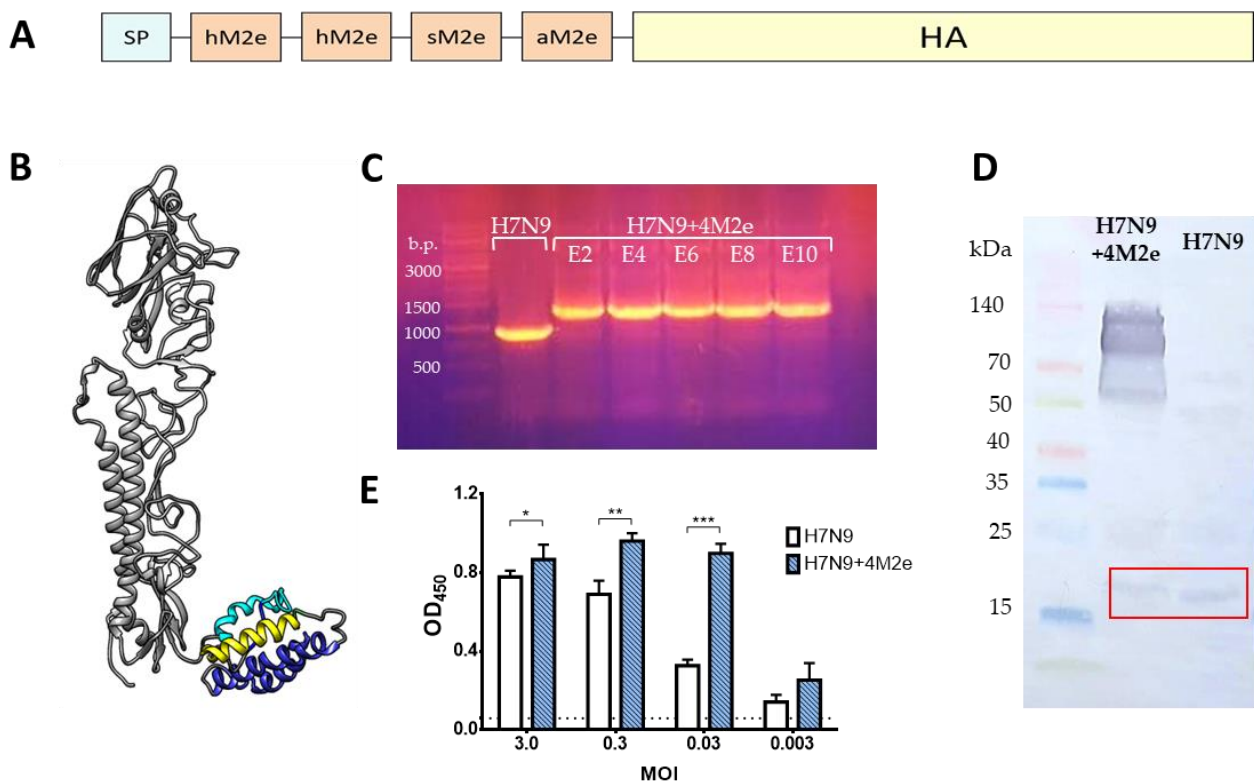 A
SP
hM2e
hM2e
sM2e
aM2e
HA
B
C
H7N9
H7N9+4M2e
b.p.
E2
E4
E6
E8
E10
3000
1500
1000
500
D
kDa
H7N9
+4M2e
H7N9
140
70
50
40
35
25
15
E
OD450
1.2
0.8
0.4
0.0
*
**
***
H7N9
H7N9+4M2e
3.0
0.3
0.03
0.003
MOI